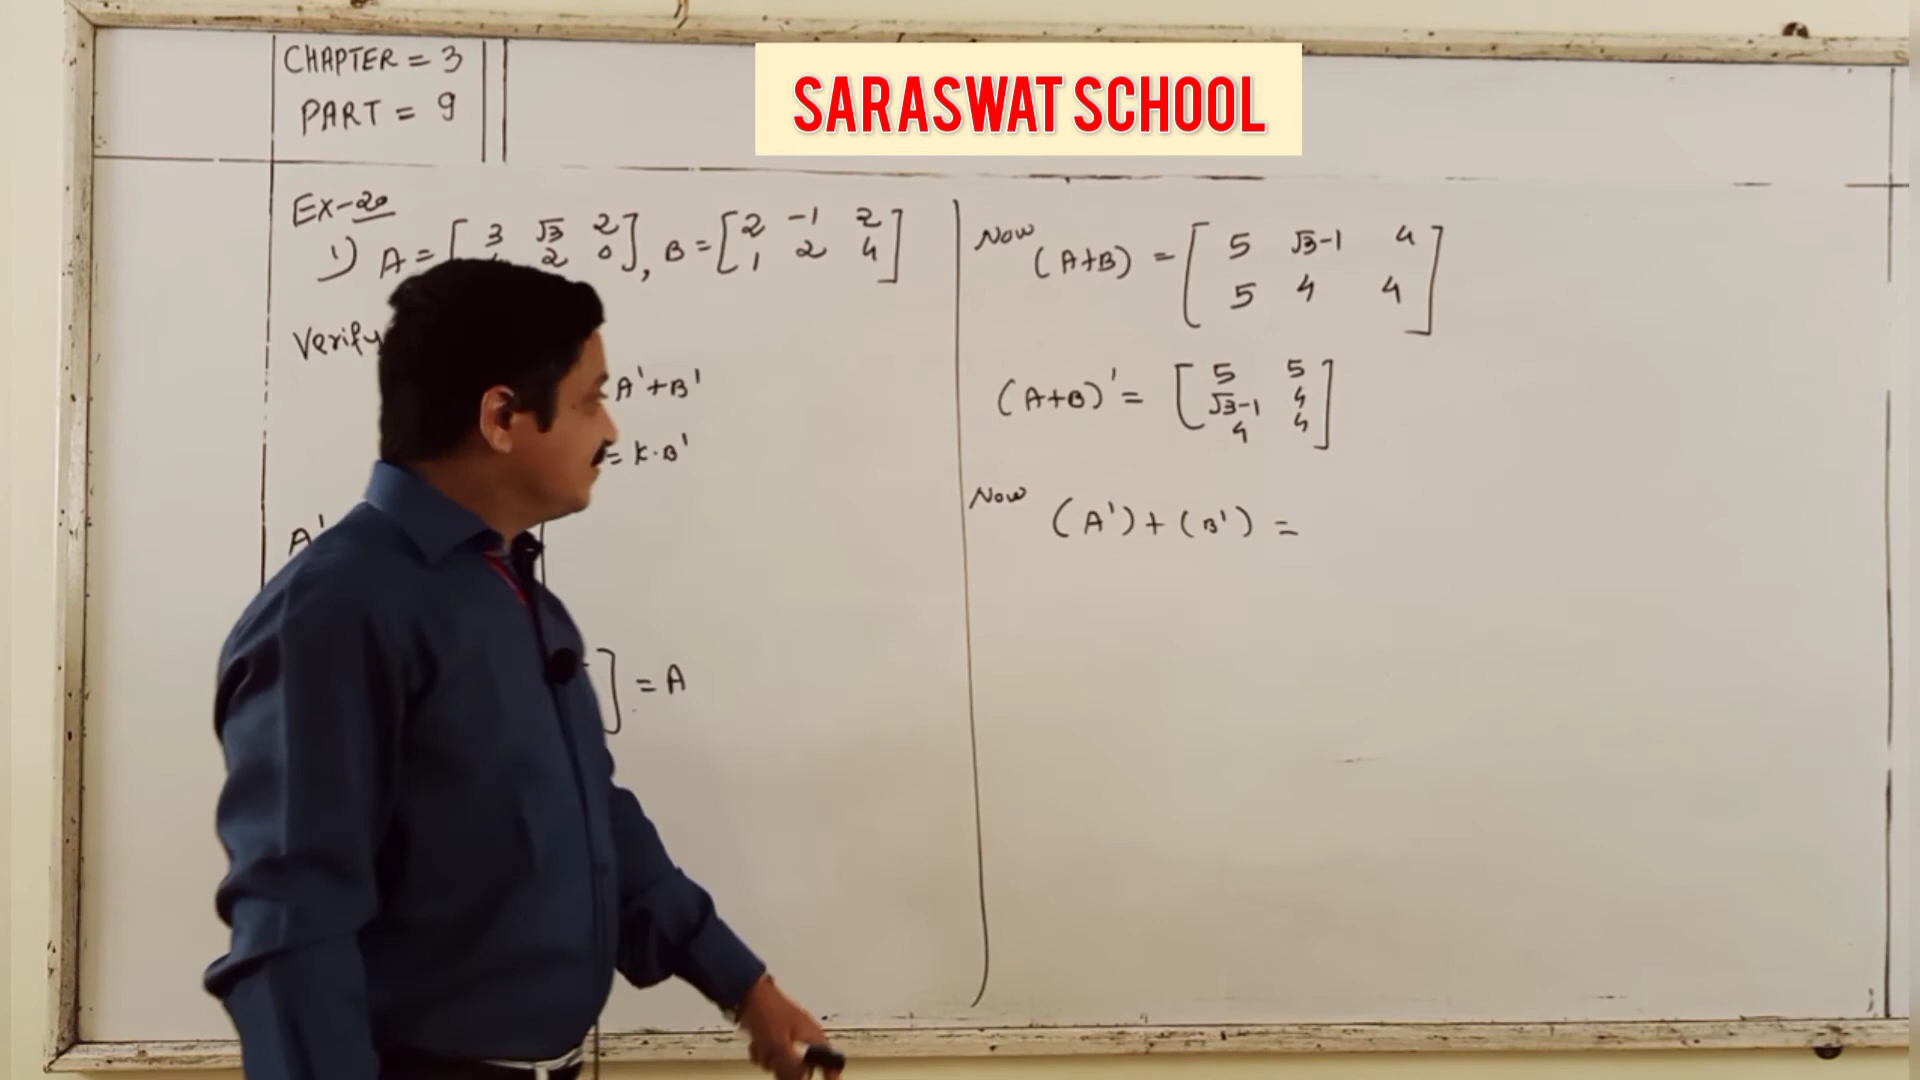 CHAPTER = 3
PART = 9
SARASWAT SCHOOL
Ex-20
1) A = [ 3 √3 2 ], B = [ 2 -1 2 ]
2 0 1 2 4
Verify
A'+B'
= K·B'
A'
] = A
Now (A+B) = [ 5 √3-1 4 ]
5 4 4
(A+B)' = [ 5 5 ]
√3-1 4
4 4
Now (A')+(B') =